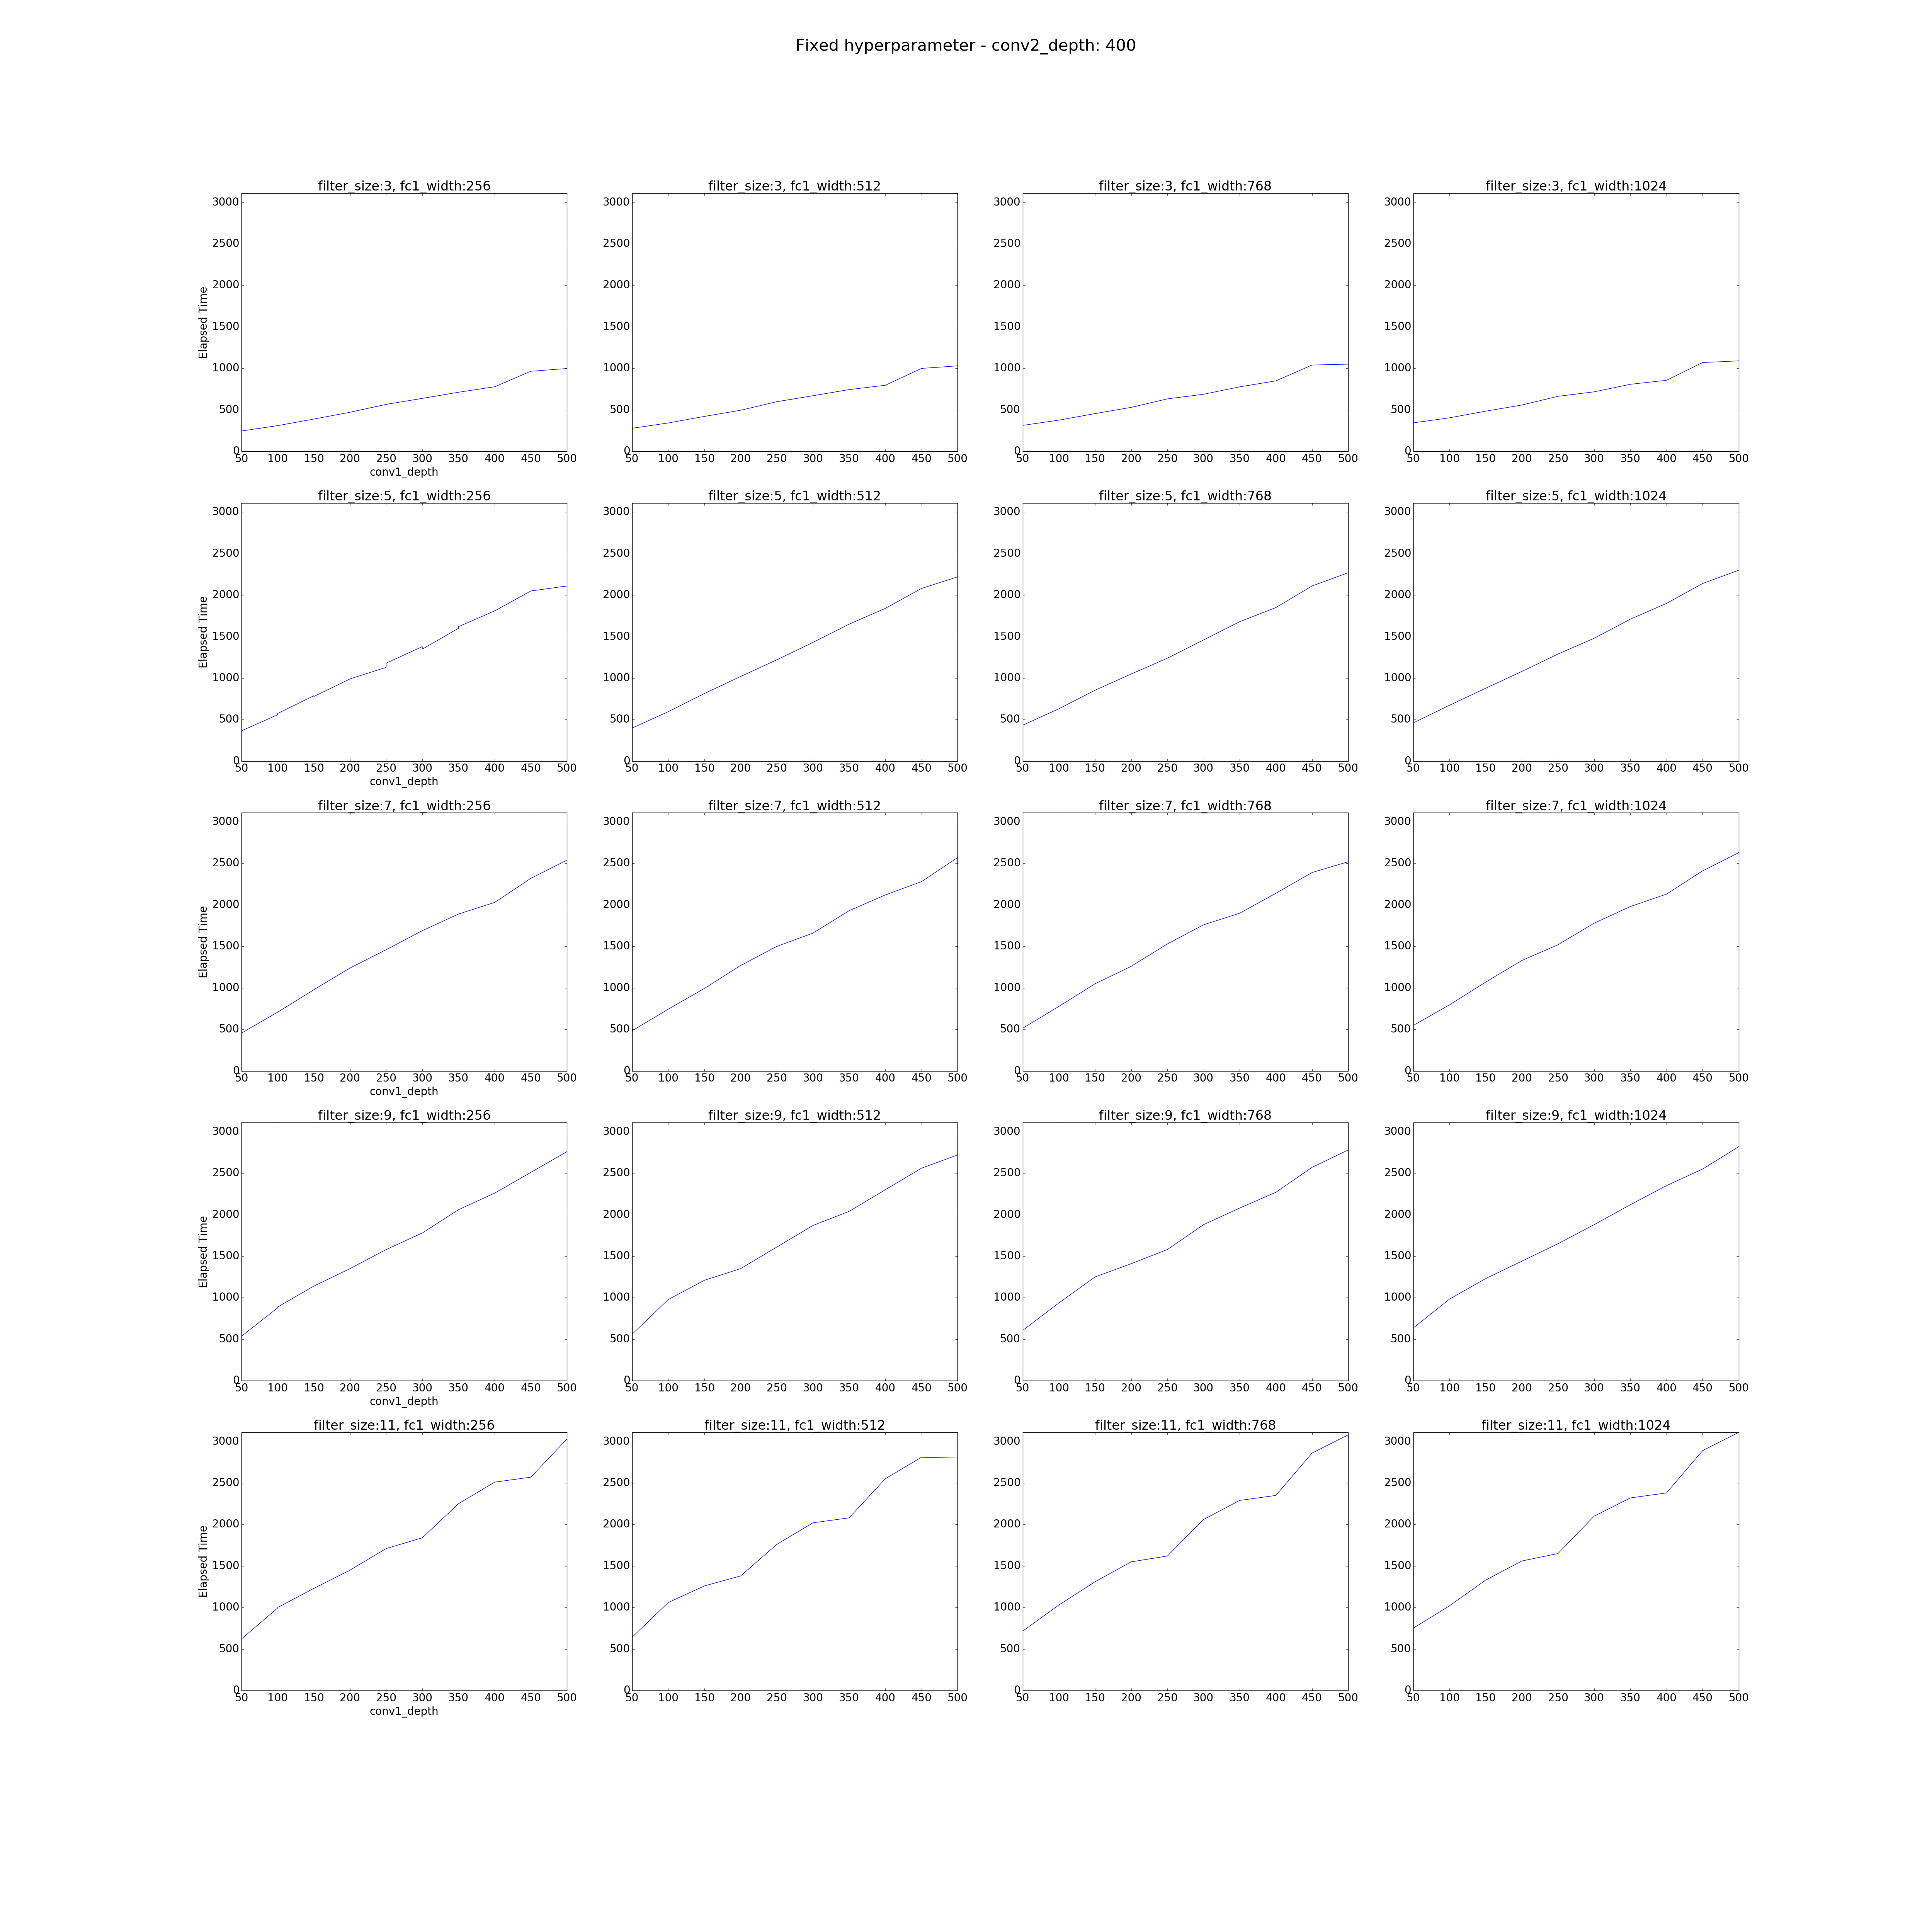 Fixed hyperparameter - conv2_depth: 400
filter_size:3, fc1_width:256 filter_size:3, fc1_width:512 filter_size:3, fc1_width:768 filter_size:3, fc1_width:1024
3000 3000 3000 3000
2500 2500 2500 2500
2000 2000 2000 2000
1500 1500 1500 1500
Elapsed Time
1000 1000 1000 1000
500 500 500 500
0 0 0 0
50 100 150 200 250 300 350 400 450 500 50 100 150 200 250 300 350 400 450 500 50 100 150 200 250 300 350 400 450 500 50 100 150 200 250 300 350 400 450 500
conv1_depth
filter_size:5, fc1_width:256 filter_size:5, fc1_width:512 filter_size:5, fc1_width:768 filter_size:5, fc1_width:1024
3000 3000 3000 3000
2500 2500 2500 2500
2000 2000 2000 2000
1500 1500 1500 1500
Elapsed Time
1000 1000 1000 1000
500 500 500 500
0 0 0 0
50 100 150 200 250 300 350 400 450 500 50 100 150 200 250 300 350 400 450 500 50 100 150 200 250 300 350 400 450 500 50 100 150 200 250 300 350 400 450 500
conv1_depth
filter_size:7, fc1_width:256 filter_size:7, fc1_width:512 filter_size:7, fc1_width:768 filter_size:7, fc1_width:1024
3000 3000 3000 3000
2500 2500 2500 2500
2000 2000 2000 2000
1500 1500 1500 1500
Elapsed Time
1000 1000 1000 1000
500 500 500 500
0 0 0 0
50 100 150 200 250 300 350 400 450 500 50 100 150 200 250 300 350 400 450 500 50 100 150 200 250 300 350 400 450 500 50 100 150 200 250 300 350 400 450 500
conv1_depth
filter_size:9, fc1_width:256 filter_size:9, fc1_width:512 filter_size:9, fc1_width:768 filter_size:9, fc1_width:1024
3000 3000 3000 3000
2500 2500 2500 2500
2000 2000 2000 2000
1500 1500 1500 1500
Elapsed Time
1000 1000 1000 1000
500 500 500 500
0 0 0 0
50 100 150 200 250 300 350 400 450 500 50 100 150 200 250 300 350 400 450 500 50 100 150 200 250 300 350 400 450 500 50 100 150 200 250 300 350 400 450 500
conv1_depth
filter_size:11, fc1_width:256 filter_size:11, fc1_width:512 filter_size:11, fc1_width:768 filter_size:11, fc1_width:1024
3000 3000 3000 3000
2500 2500 2500 2500
2000 2000 2000 2000
1500 1500 1500 1500
Elapsed Time
1000 1000 1000 1000
500 500 500 500
0 0 0 0
50 100 150 200 250 300 350 400 450 500 50 100 150 200 250 300 350 400 450 500 50 100 150 200 250 300 350 400 450 500 50 100 150 200 250 300 350 400 450 500
conv1_depth